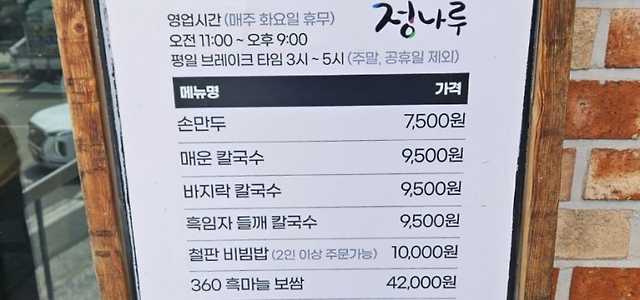 정나루
영업시간 (매주 화요일 휴무)
오전 11:00 ~ 오후 9:00
평일 브레이크 타임 3시 ~ 5시 (주말, 공휴일 제외)
메뉴명 가격
손만두 7,500원
매운 칼국수 9,500원
바지락 칼국수 9,500원
흑임자 들깨 칼국수 9,500원
철판 비빔밥 (2인 이상 주문가능) 10,000원
360 흑마늘 보쌈 42,000원